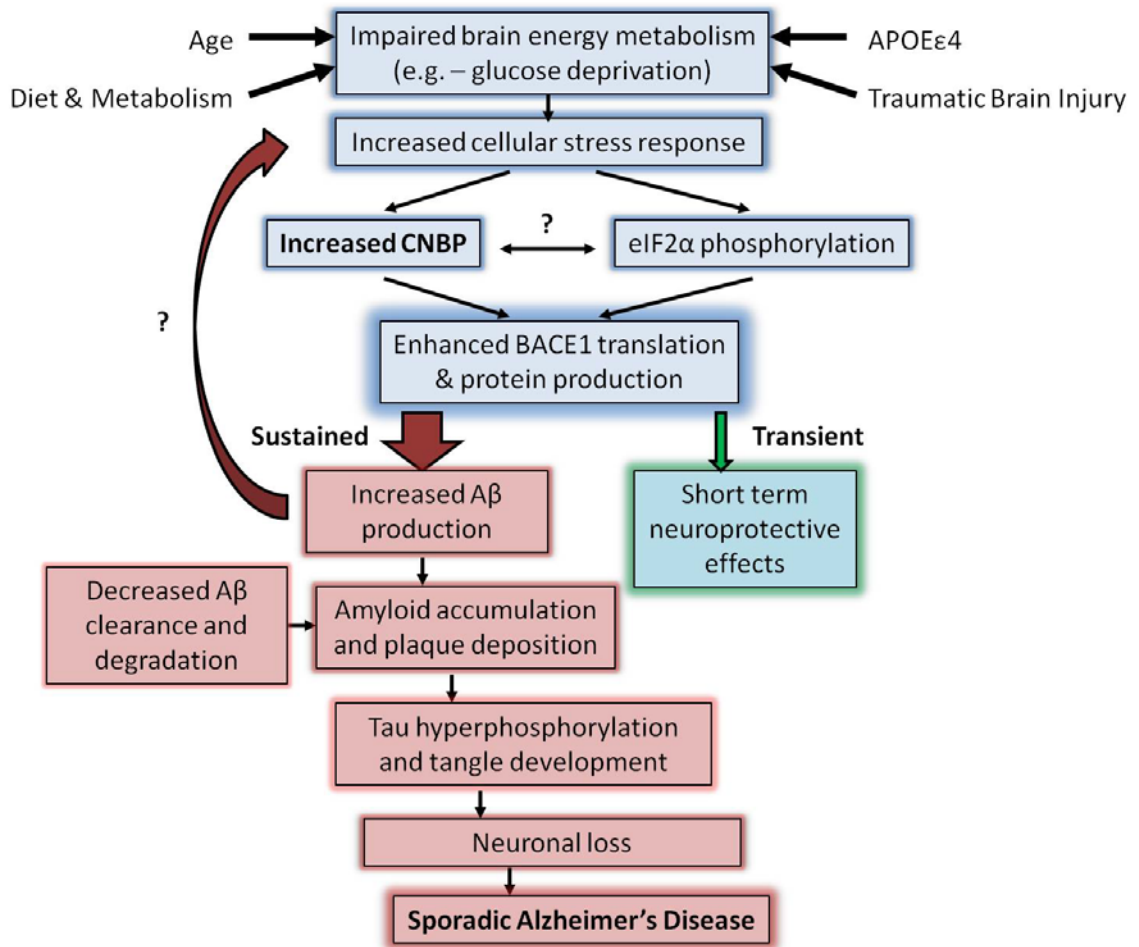 Age
Impaired brain energy metabolism
(e.g. – glucose deprivation)
APOEε4
Diet & Metabolism
Traumatic Brain Injury
Increased cellular stress response
Increased CNBP
?
eIF2α phosphorylation
?
Enhanced BACE1 translation
& protein production
Sustained
Transient
Increased Aβ
production
Short term
neuroprotective
effects
Decreased Aβ
clearance and
degradation
Amyloid accumulation
and plaque deposition
Tau hyperphosphorylation
and tangle development
Neuronal loss
Sporadic Alzheimer’s Disease